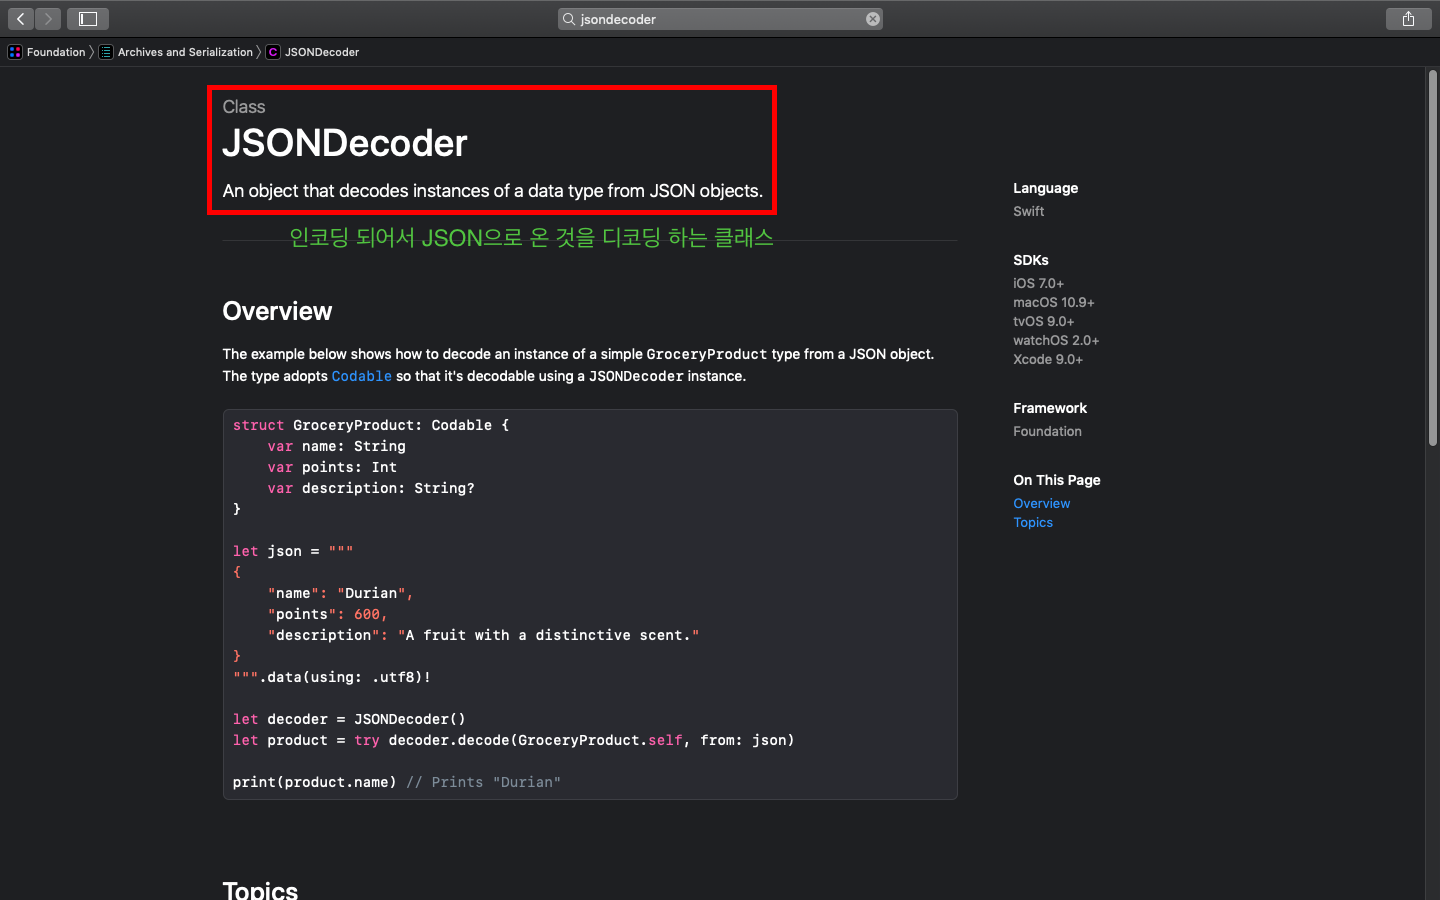 jsondecoder
Foundation
Archives and Serialization
C
JSONDecoder
Class
JSONDecoder
An object that decodes instances of a data type from JSON objects.
인코딩 되어서 JSON으로 온 것을 디코딩 하는 클래스
Overview
The example below shows how to decode an instance of a simple GroceryProduct type from a JSON object.
The type adopts Codable so that it's decodable using a JSONDecoder instance.
struct GroceryProduct: Codable {
    var name: String
    var points: Int
    var description: String?
}
let json = """
{
    "name": "Durian",
    "points": 600,
    "description": "A fruit with a distinctive scent."
}
""".data(using: .utf8)!
let decoder = JSONDecoder()
let product = try decoder.decode(GroceryProduct.self, from: json)
print(product.name) // Prints "Durian"
Topics
Language
Swift
SDKs
iOS 7.0+
macOS 10.9+
tvOS 9.0+
watchOS 2.0+
Xcode 9.0+
Framework
Foundation
On This Page
Overview
Topics